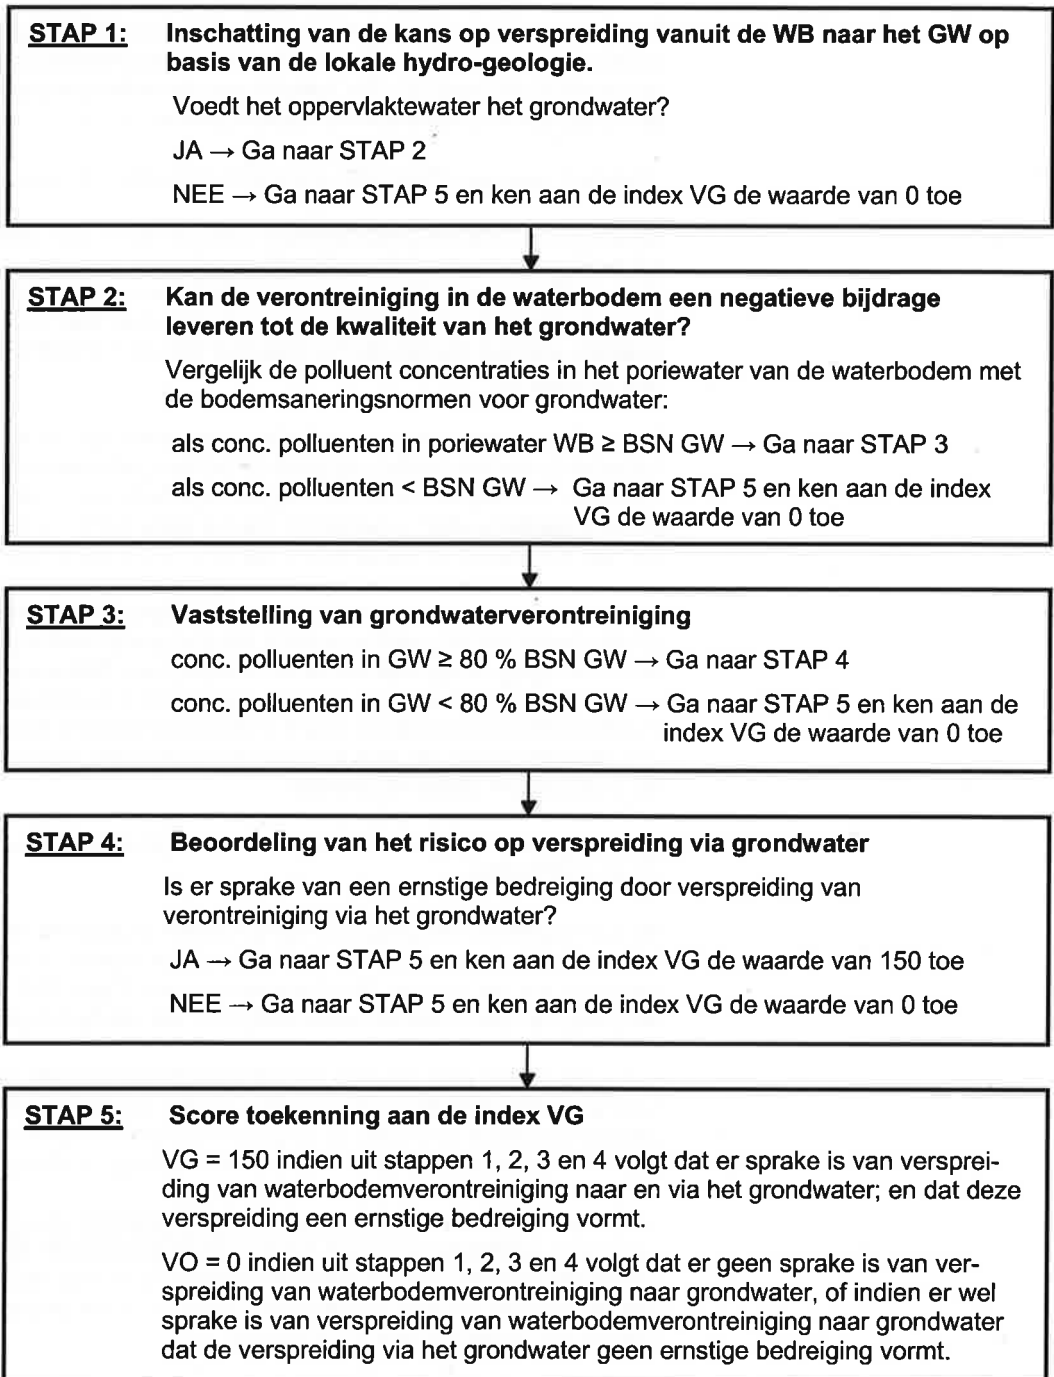 STAP 1: Inschatting van de kans op verspreiding vanuit de WB naar het GW op
basis van de lokale hydro-geologie.
Voedt het oppervlaktewater het grondwater?
JA → Ga naar STAP 2
NEE → Ga naar STAP 5 en ken aan de index VG de waarde van 0 toe
STAP 2: Kan de verontreiniging in de waterbodem een negatieve bijdrage
leveren tot de kwaliteit van het grondwater?
Vergelijk de polluent concentraties in het poriewater van de waterbodem met
de bodemsaneringsnormen voor grondwater:
als conc. polluenten in poriewater WB ≥ BSN GW → Ga naar STAP 3
als conc. polluenten < BSN GW → Ga naar STAP 5 en ken aan de index
VG de waarde van 0 toe
STAP 3: Vaststelling van grondwaterverontreiniging
conc. polluenten in GW ≥ 80 % BSN GW → Ga naar STAP 4
conc. polluenten in GW < 80 % BSN GW → Ga naar STAP 5 en ken aan de
index VG de waarde van 0 toe
STAP 4: Beoordeling van het risico op verspreiding via grondwater
Is er sprake van een ernstige bedreiging door verspreiding van
verontreiniging via het grondwater?
JA → Ga naar STAP 5 en ken aan de index VG de waarde van 150 toe
NEE → Ga naar STAP 5 en ken aan de index VG de waarde van 0 toe
STAP 5: Score toekenning aan de index VG
VG = 150 indien uit stappen 1, 2, 3 en 4 volgt dat er sprake is van versprei-
ding van waterbodemverontreiniging naar en via het grondwater; en dat deze
verspreiding een ernstige bedreiging vormt.
VO = 0 indien uit stappen 1, 2, 3 en 4 volgt dat er geen sprake is van ver-
spreiding van waterbodemverontreiniging naar grondwater, of indien er wel
sprake is van verspreiding van waterbodemverontreiniging naar grondwater
dat de verspreiding via het grondwater geen ernstige bedreiging vormt.